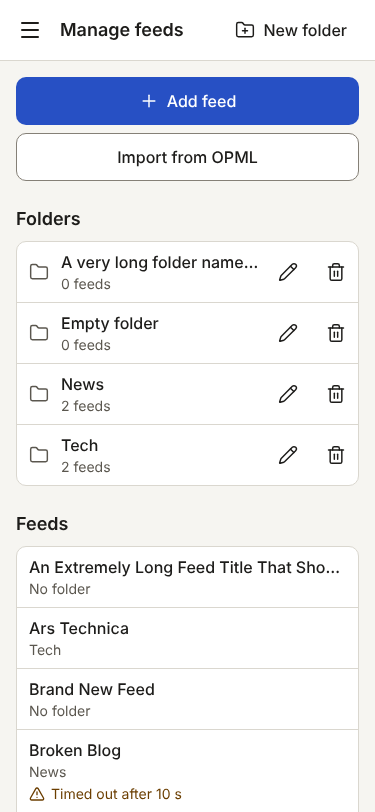 Manage feeds
New folder
Add feed
Import from OPML
Folders
A very long folder name...
0 feeds
Empty folder
0 feeds
News
2 feeds
Tech
2 feeds
Feeds
An Extremely Long Feed Title That Sho...
No folder
Ars Technica
Tech
Brand New Feed
No folder
Broken Blog
News
Timed out after 10 s